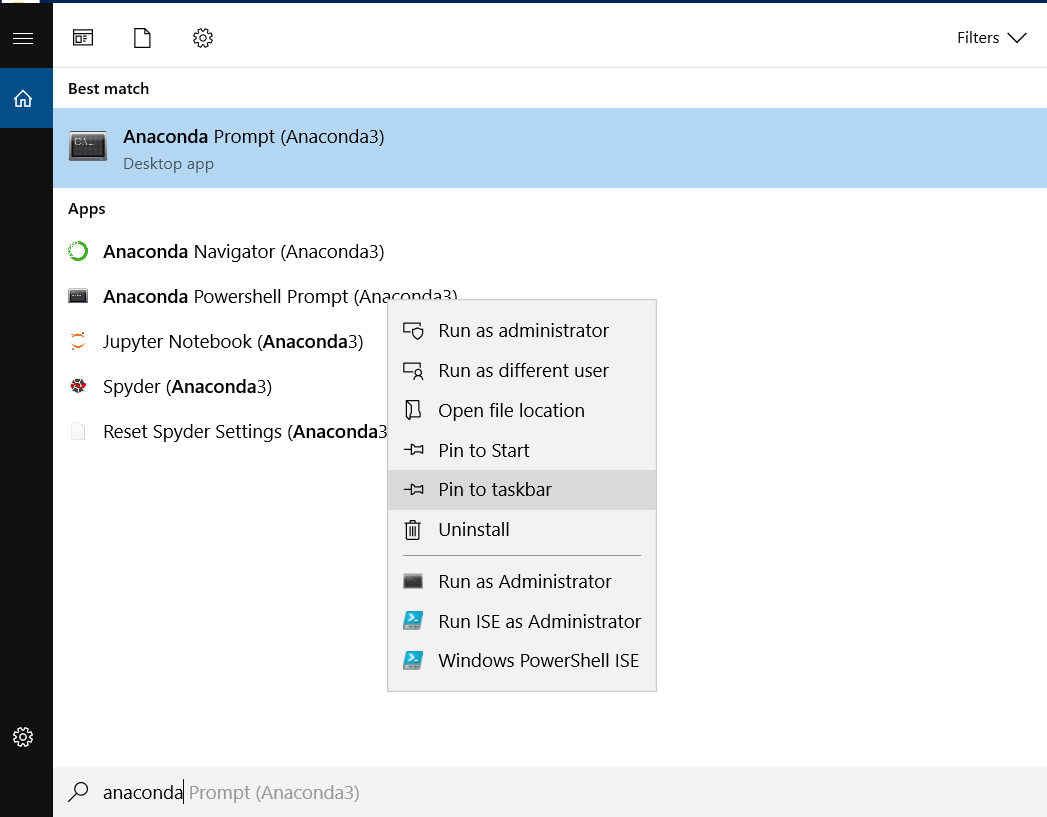 Filters
Best match
Anaconda Prompt (Anaconda3)
Desktop app
Apps
Anaconda Navigator (Anaconda3)
Anaconda Powershell Prompt (Anaconda3)
Jupyter Notebook (Anaconda3)
Spyder (Anaconda3)
Reset Spyder Settings (Anaconda3
Run as administrator
Run as different user
Open file location
Pin to Start
Pin to taskbar
Uninstall
Run as Administrator
Run ISE as Administrator
Windows PowerShell ISE
anaconda Prompt (Anaconda3)